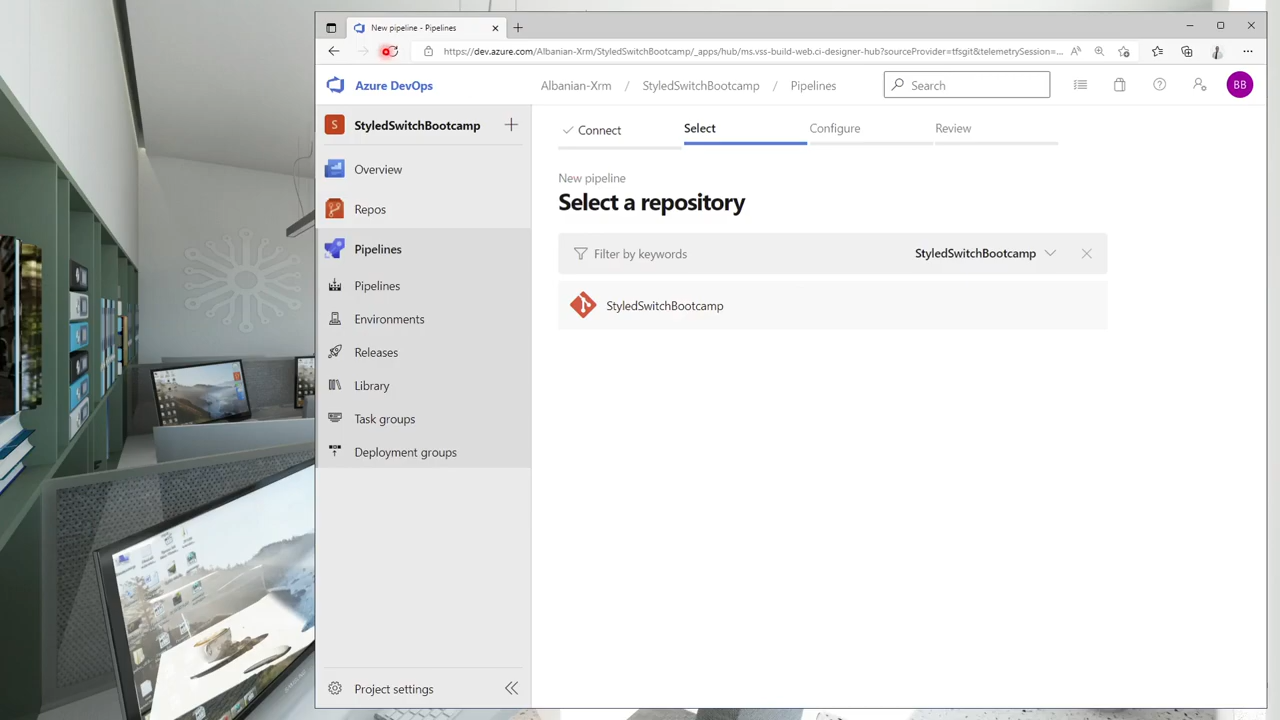 New pipeline - Pipelines
https://dev.azure.com/Albanian-Xrm/StyledSwitchBootcamp/_apps/hub/ms.vss-build-web.ci-designer-hub?sourceProvider=tfsgit&telemetrySession=...
Azure DevOps
Albanian-Xrm / StyledSwitchBootcamp / Pipelines
Search
BB
S StyledSwitchBootcamp
Overview
Repos
Pipelines
Pipelines
Environments
Releases
Library
Task groups
Deployment groups
Project settings
Connect
Select
Configure
Review
New pipeline
Select a repository
Filter by keywords
StyledSwitchBootcamp
StyledSwitchBootcamp